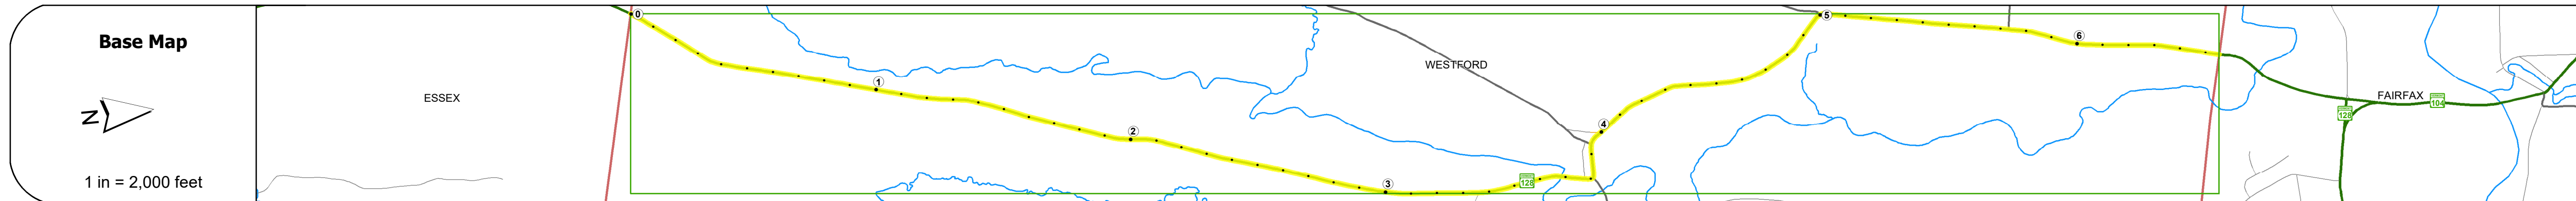 Base Map
N
1 in = 2,000 feet
ESSEX
0
1
2
3
128
4
WESTFORD
5
6
128
FAIRFAX
104